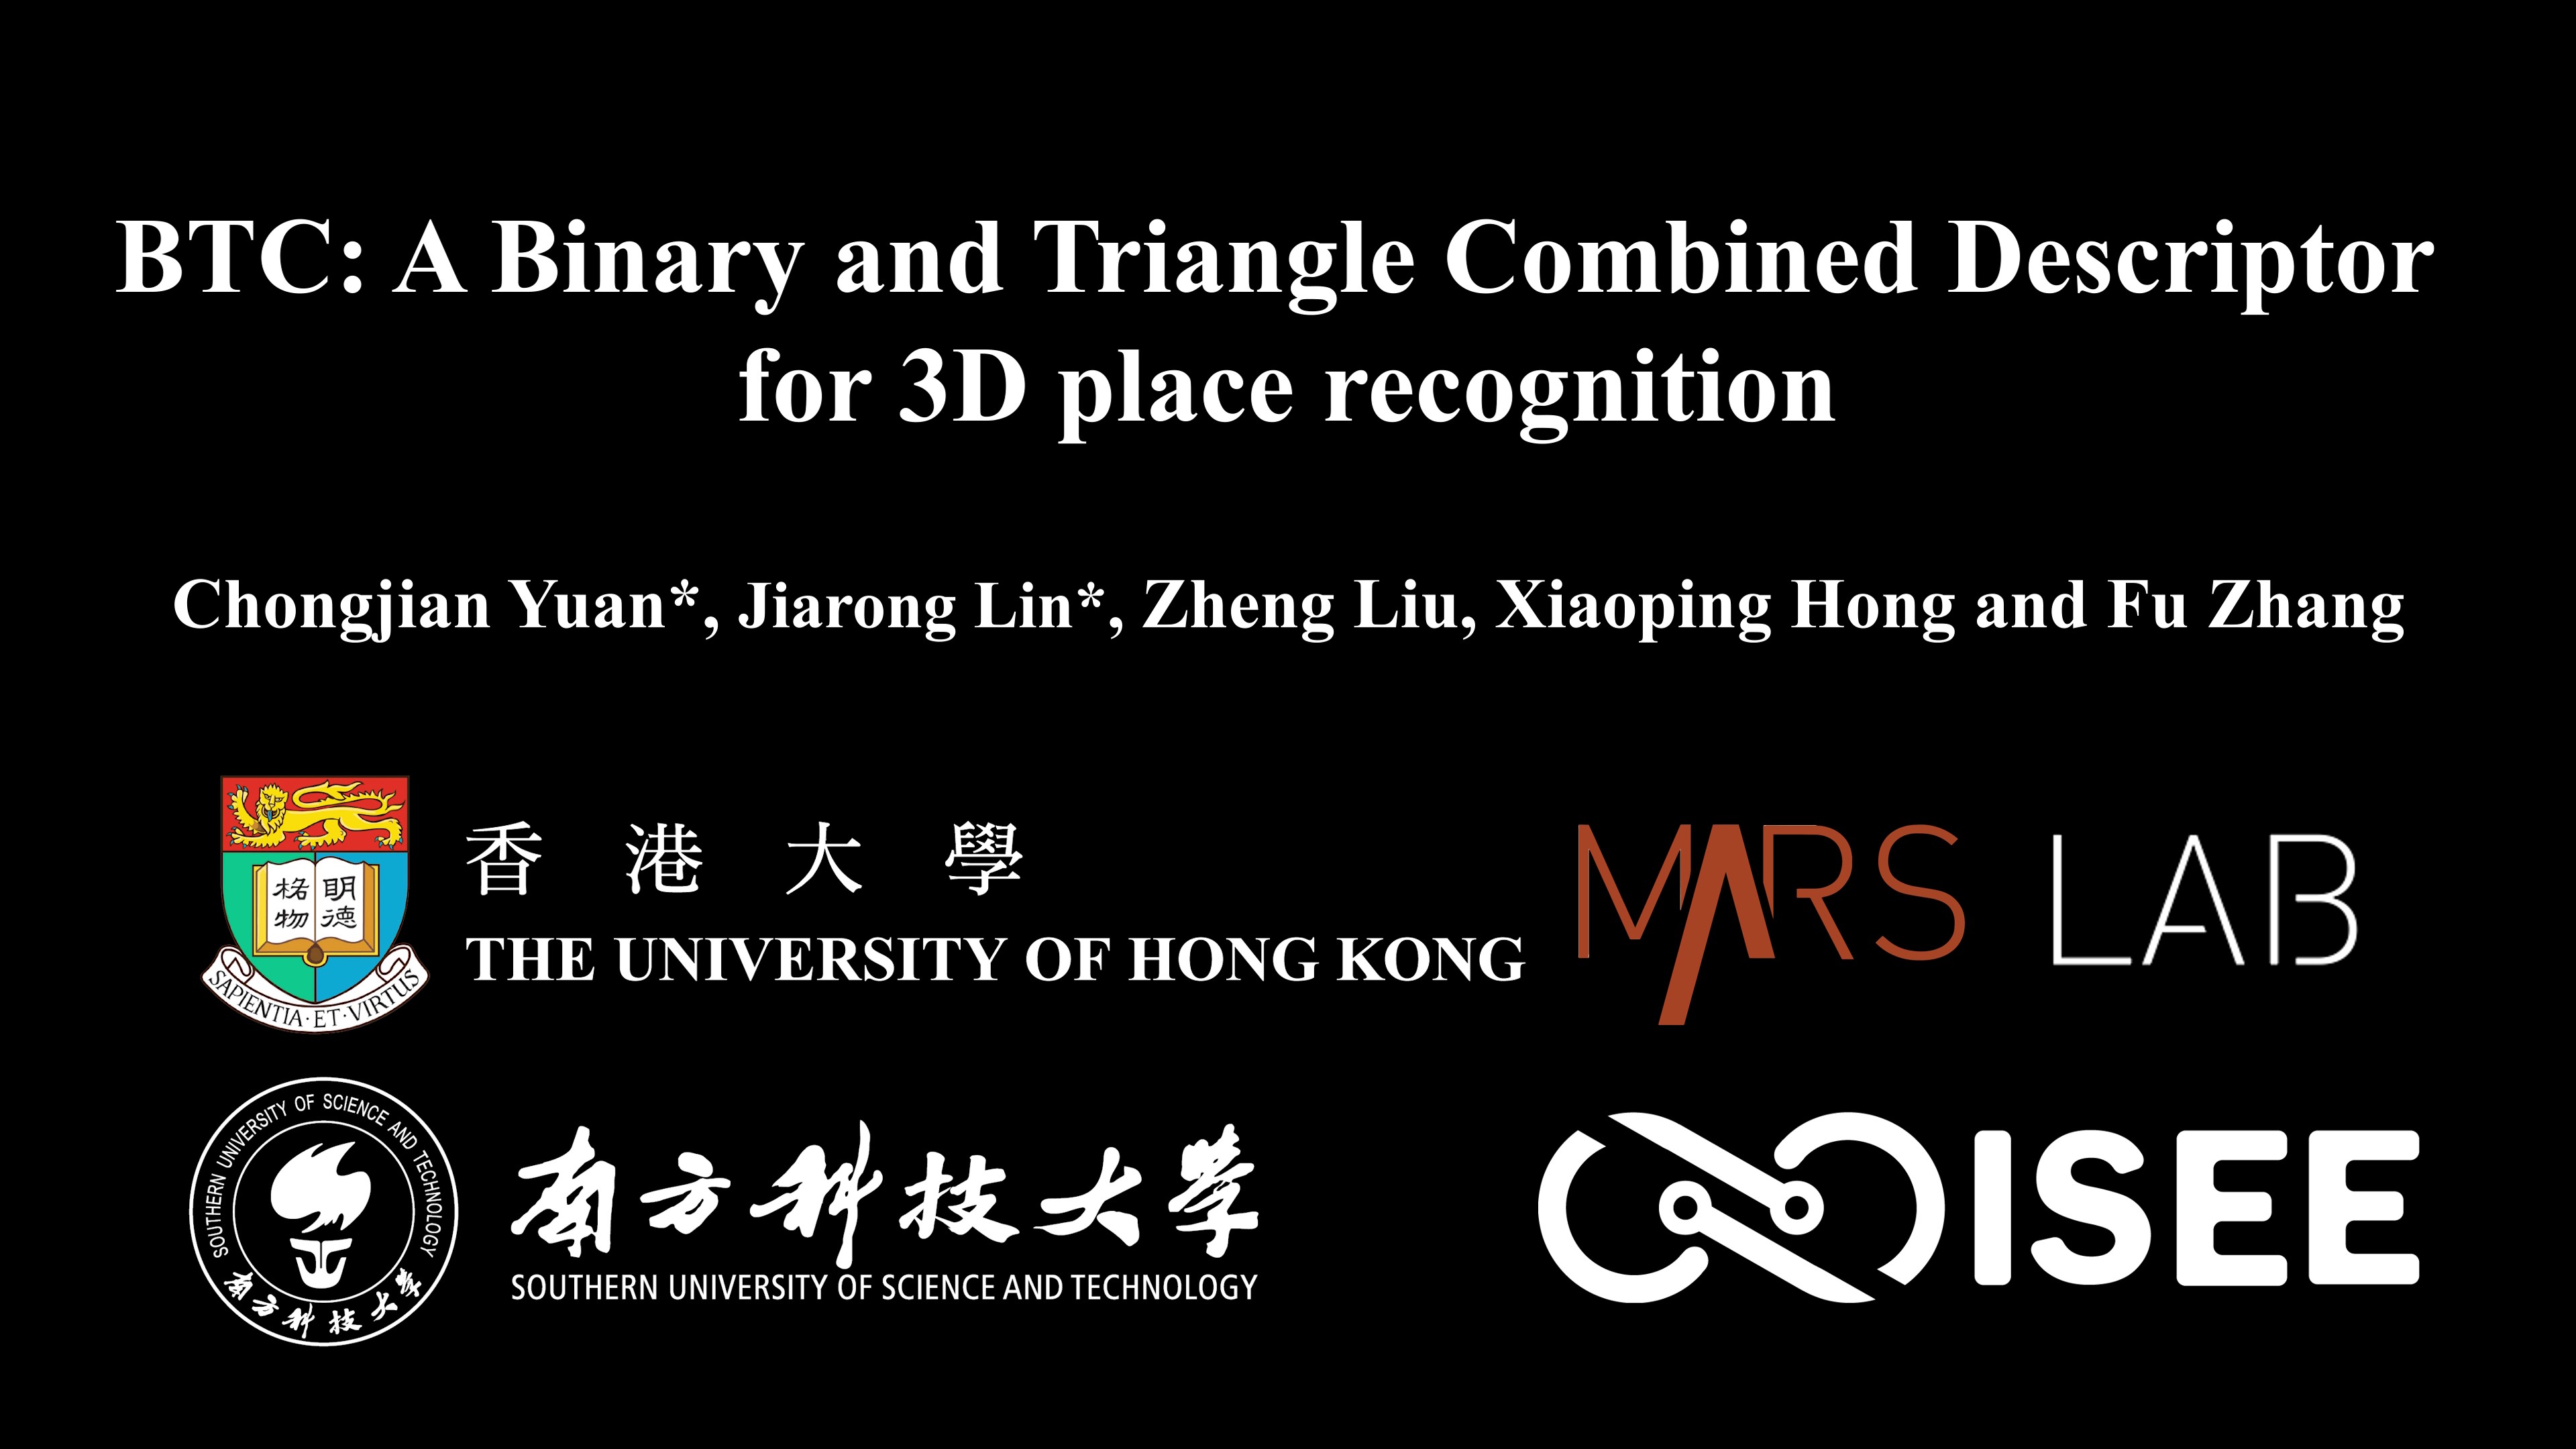 BTC: A Binary and Triangle Combined Descriptor
for 3D place recognition
Chongjian Yuan*, Jiarong Lin*, Zheng Liu, Xiaoping Hong and Fu Zhang
香 港 大 學
THE UNIVERSITY OF HONG KONG
明德
格物
SAPIENTIA·ET·VIRTUS
MARS LAB
SOUTHERN UNIVERSITY OF SCIENCE AND TECHNOLOGY
南方科技大学
南方科技大学
SOUTHERN UNIVERSITY OF SCIENCE AND TECHNOLOGY
ISEE